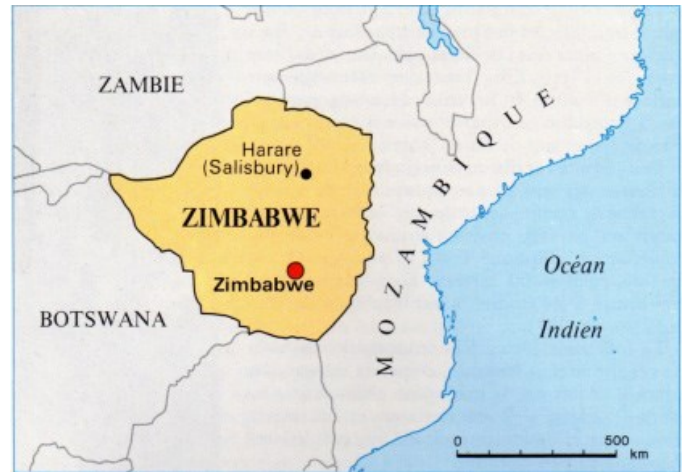 ZAMBIE
Harare
(Salisbury)
ZIMBABWE
Zimbabwe
BOTSWANA
MOZAMBIQUE
Océan
Indien
0 500
km